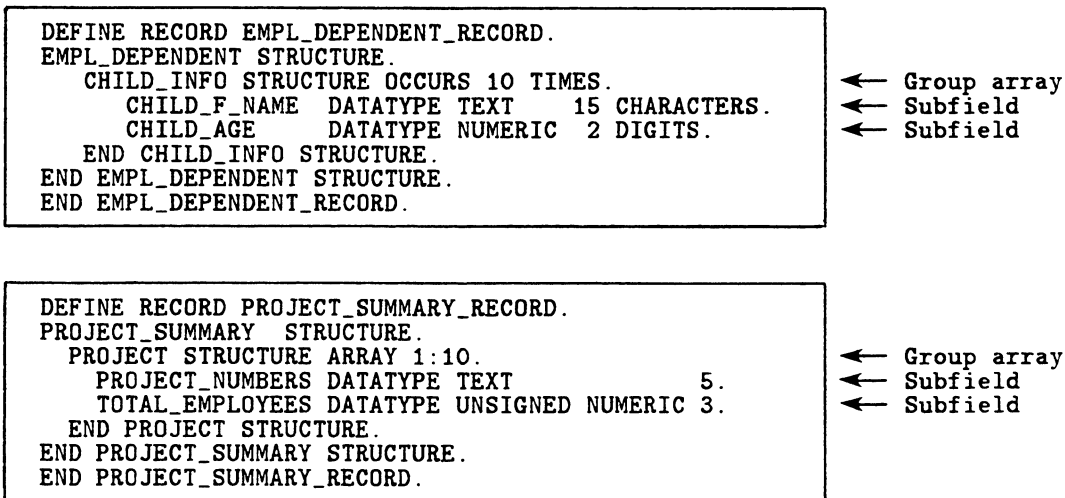 DEFINE RECORD EMPL_DEPENDENT_RECORD.
EMPL_DEPENDENT STRUCTURE.
CHILD_INFO STRUCTURE OCCURS 10 TIMES. ← Group array
CHILD_F_NAME DATATYPE TEXT 15 CHARACTERS. ← Subfield
CHILD_AGE DATATYPE NUMERIC 2 DIGITS. ← Subfield
END CHILD_INFO STRUCTURE.
END EMPL_DEPENDENT STRUCTURE.
END EMPL_DEPENDENT_RECORD.
DEFINE RECORD PROJECT_SUMMARY_RECORD.
PROJECT_SUMMARY STRUCTURE.
PROJECT STRUCTURE ARRAY 1:10. ← Group array
PROJECT_NUMBERS DATATYPE TEXT 5. ← Subfield
TOTAL_EMPLOYEES DATATYPE UNSIGNED NUMERIC 3. ← Subfield
END PROJECT STRUCTURE.
END PROJECT_SUMMARY STRUCTURE.
END PROJECT_SUMMARY_RECORD.